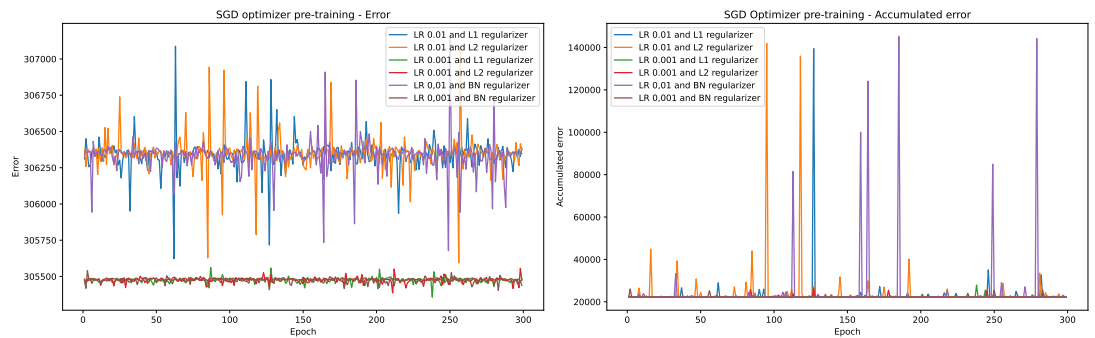 SGD optimizer pre-training - Error
LR 0.01 and L1 regularizer
LR 0.01 and L2 regularizer
LR 0.001 and L1 regularizer
LR 0.001 and L2 regularizer
LR 0,01 and BN regularizer
LR 0,001 and BN regularizer
307000
306750
306500
306250
306000
305750
305500
Error
0
50
100
150
200
250
300
Epoch
SGD Optimizer pre-training - Accumulated error
LR 0.01 and L1 regularizer
LR 0.01 and L2 regularizer
LR 0.001 and L1 regularizer
LR 0.001 and L2 regularizer
LR 0,01 and BN regularizer
LR 0,001 and BN regularizer
140000
120000
100000
80000
60000
40000
20000
Accumulated error
0
50
100
150
200
250
300
Epoch